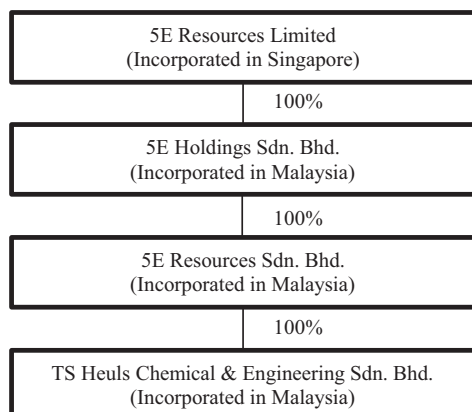 5E Resources Limited
(Incorporated in Singapore)
100%
5E Holdings Sdn. Bhd.
(Incorporated in Malaysia)
100%
5E Resources Sdn. Bhd.
(Incorporated in Malaysia)
100%
TS Heuls Chemical & Engineering Sdn. Bhd.
(Incorporated in Malaysia)